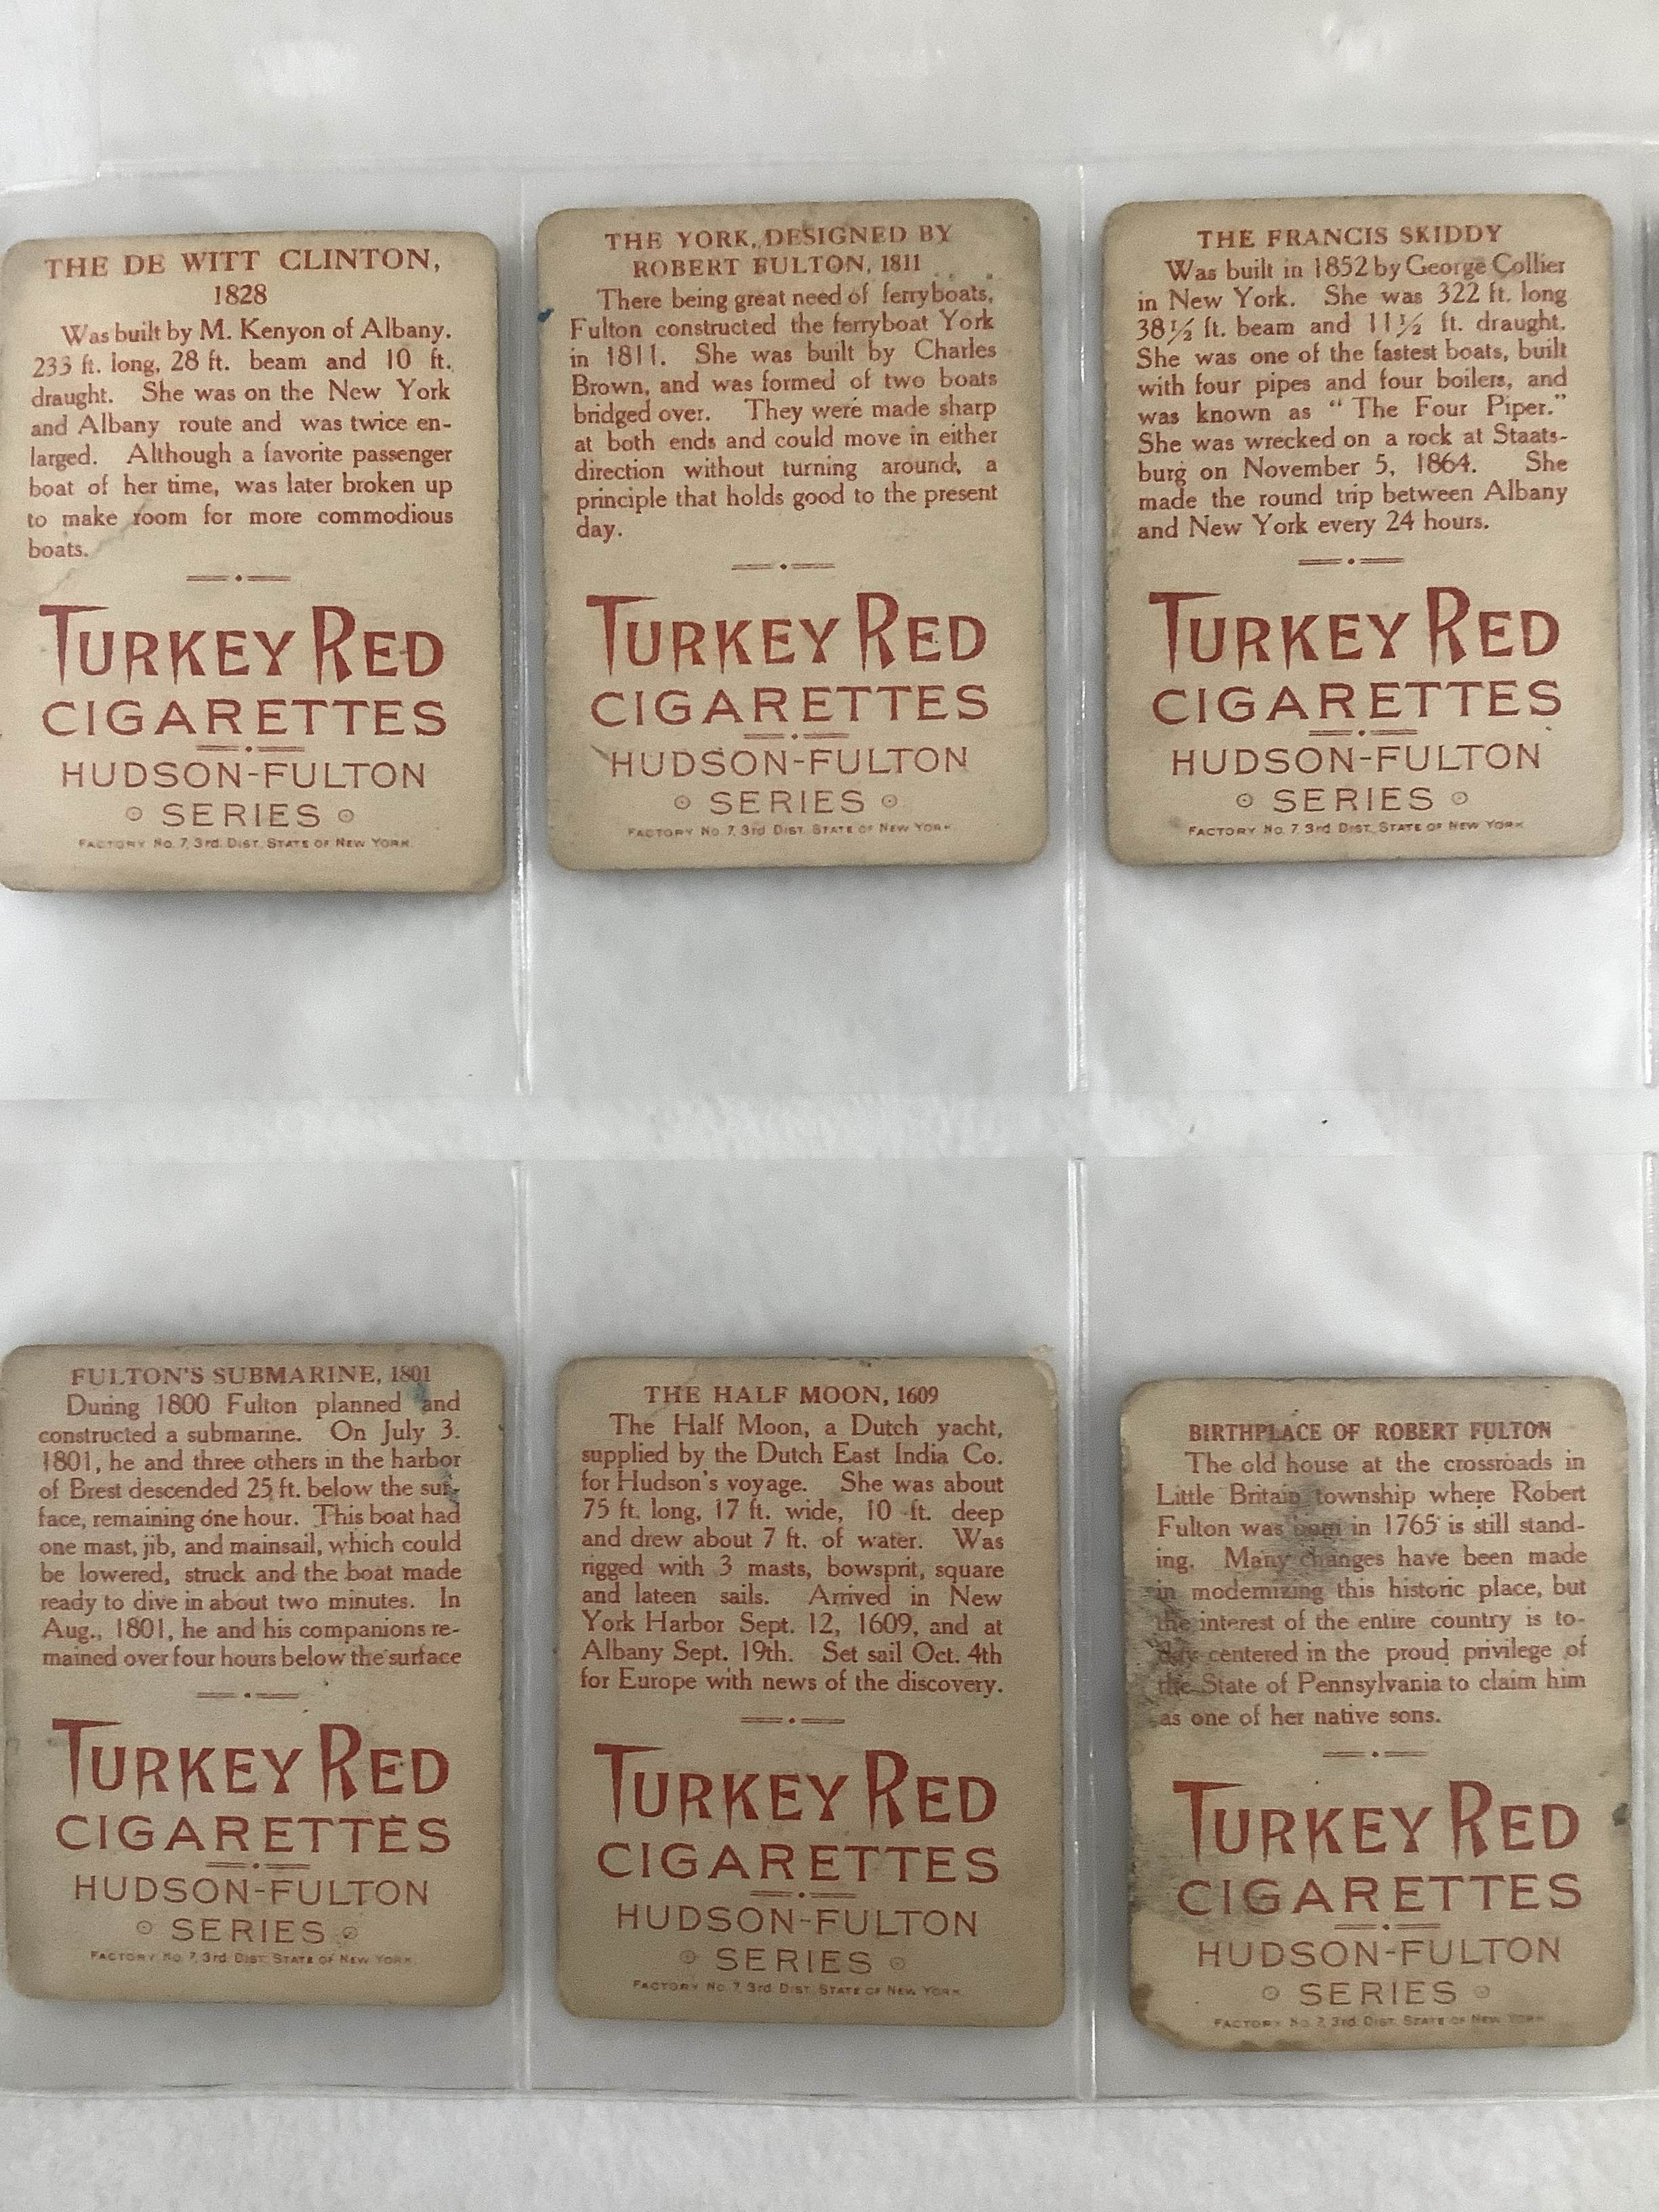 THE DE WITT CLINTON,
1828
Was built by M. Kenyon of Albany.
233 ft. long, 28 ft. beam and 10 ft.
draught. She was on the New York
and Albany route and was twice en-
larged. Although a favorite passenger
boat of her time, was later broken up
to make room for more commodious
boats.
TURKEY RED
CIGARETTES
HUDSON-FULTON
SERIES
FACTORY No. 7, 3rd. DIST. STATE OF NEW YORK
THE YORK, DESIGNED BY
ROBERT FULTON, 1811
There being great need of ferryboats,
Fulton constructed the ferryboat York
in 1811. She was built by Charles
Brown, and was formed of two boats
bridged over. They were made sharp
at both ends and could move in either
direction without turning around, a
principle that holds good to the present
day.
TURKEY RED
CIGARETTES
HUDSON-FULTON
SERIES
FACTORY No. 7, 3rd DIST. STATE OF NEW YORK
THE FRANCIS SKIDDY
Was built in 1852 by George Collier
in New York. She was 322 ft. long
38½ ft. beam and 11½ ft. draught.
She was one of the fastest boats, built
with four pipes and four boilers, and
was known as "The Four Piper."
She was wrecked on a rock at Staats-
burg on November 5, 1864. She
made the round trip between Albany
and New York every 24 hours.
TURKEY RED
CIGARETTES
HUDSON-FULTON
SERIES
FACTORY No. 7, 3rd DIST. STATE OF NEW YORK
FULTON'S SUBMARINE, 1801
During 1800 Fulton planned and
constructed a submarine. On July 3.
1801, he and three others in the harbor
of Brest descended 25 ft. below the sur-
face, remaining one hour. This boat had
one mast, jib, and mainsail, which could
be lowered, struck and the boat made
ready to dive in about two minutes. In
Aug., 1801, he and his companions re-
mained over four hours below the surface
TURKEY RED
CIGARETTES
HUDSON-FULTON
SERIES
FACTORY No. 7, 3rd DIST. STATE OF NEW YORK
THE HALF MOON, 1609
The Half Moon, a Dutch yacht,
supplied by the Dutch East India Co.
for Hudson's voyage. She was about
75 ft. long, 17 ft. wide, 10 ft. deep
and drew about 7 ft. of water. Was
rigged with 3 masts, bowsprit, square
and lateen sails. Arrived in New
York Harbor Sept. 12, 1609, and at
Albany Sept. 19th. Set sail Oct. 4th
for Europe with news of the discovery.
TURKEY RED
CIGARETTES
HUDSON-FULTON
SERIES
FACTORY No. 7, 3rd DIST. STATE OF NEW YORK
BIRTHPLACE OF ROBERT FULTON
The old house at the crossroads in
Little Britain township where Robert
Fulton was born in 1765 is still stand-
ing. Many changes have been made
in modernizing this historic place, but
the interest of the entire country is to-
day centered in the proud privilege of
the State of Pennsylvania to claim him
as one of her native sons.
TURKEY RED
CIGARETTES
HUDSON-FULTON
SERIES
FACTORY No. 7, 3rd DIST. STATE OF NEW YORK